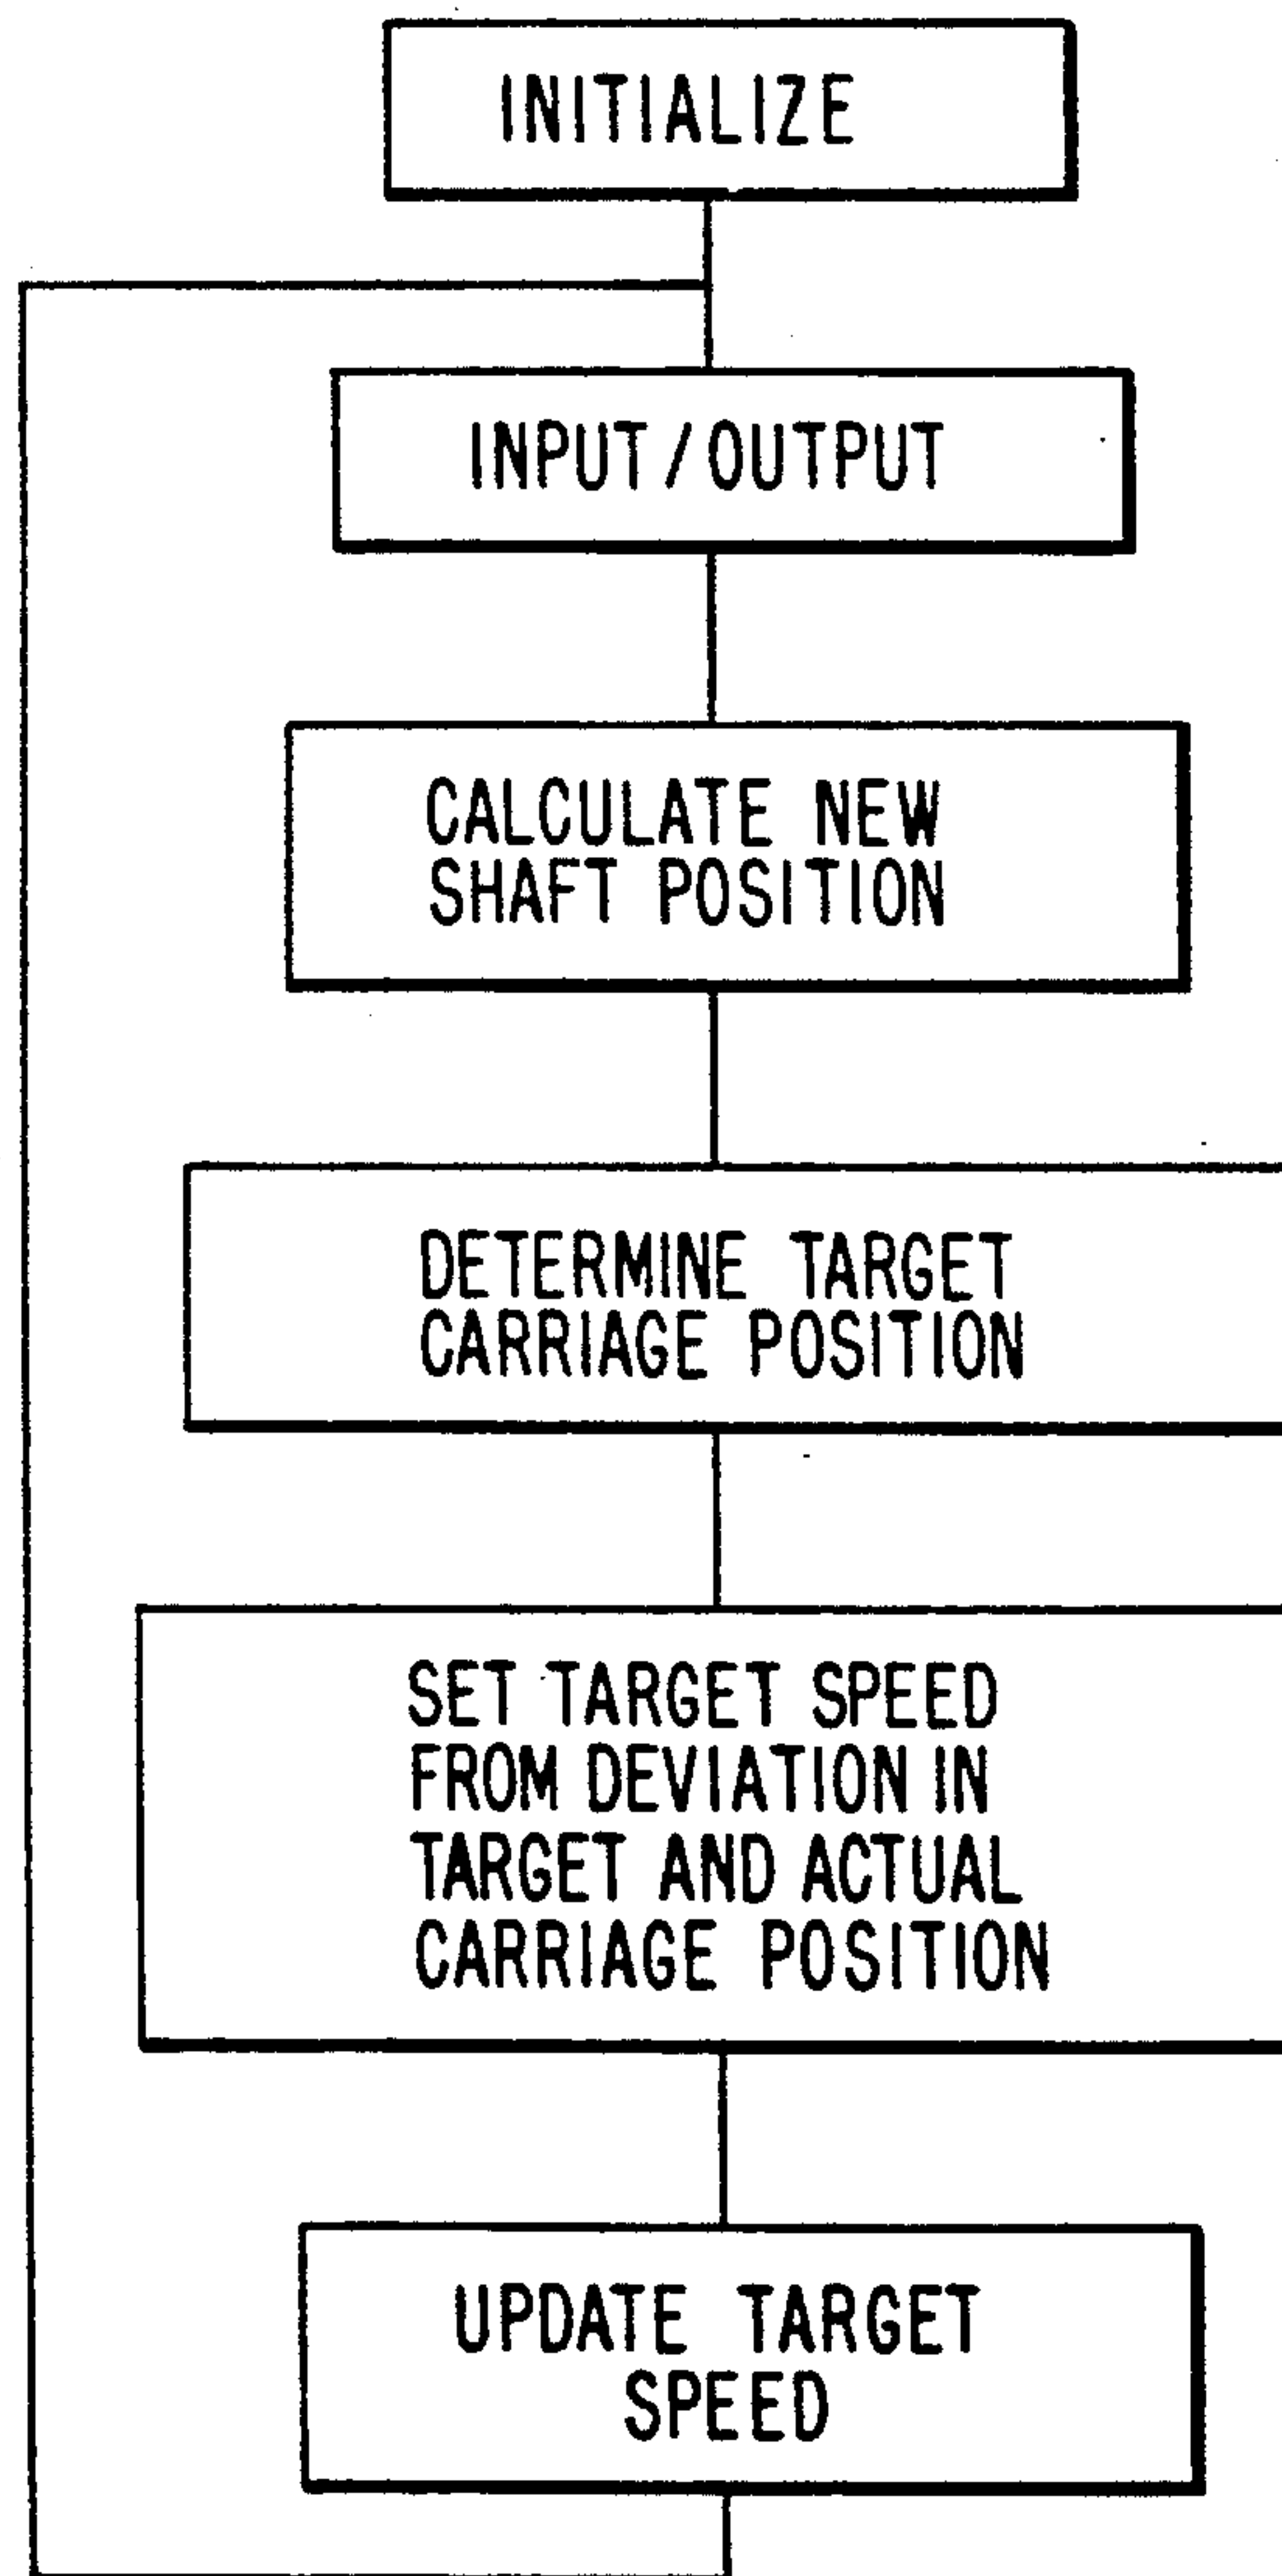 INITIALIZE
INPUT/OUTPUT
CALCULATE NEW
SHAFT POSITION
DETERMINE TARGET
CARRIAGE POSITION
SET TARGET SPEED
FROM DEVIATION IN
TARGET AND ACTUAL
CARRIAGE POSITION
UPDATE TARGET
SPEED